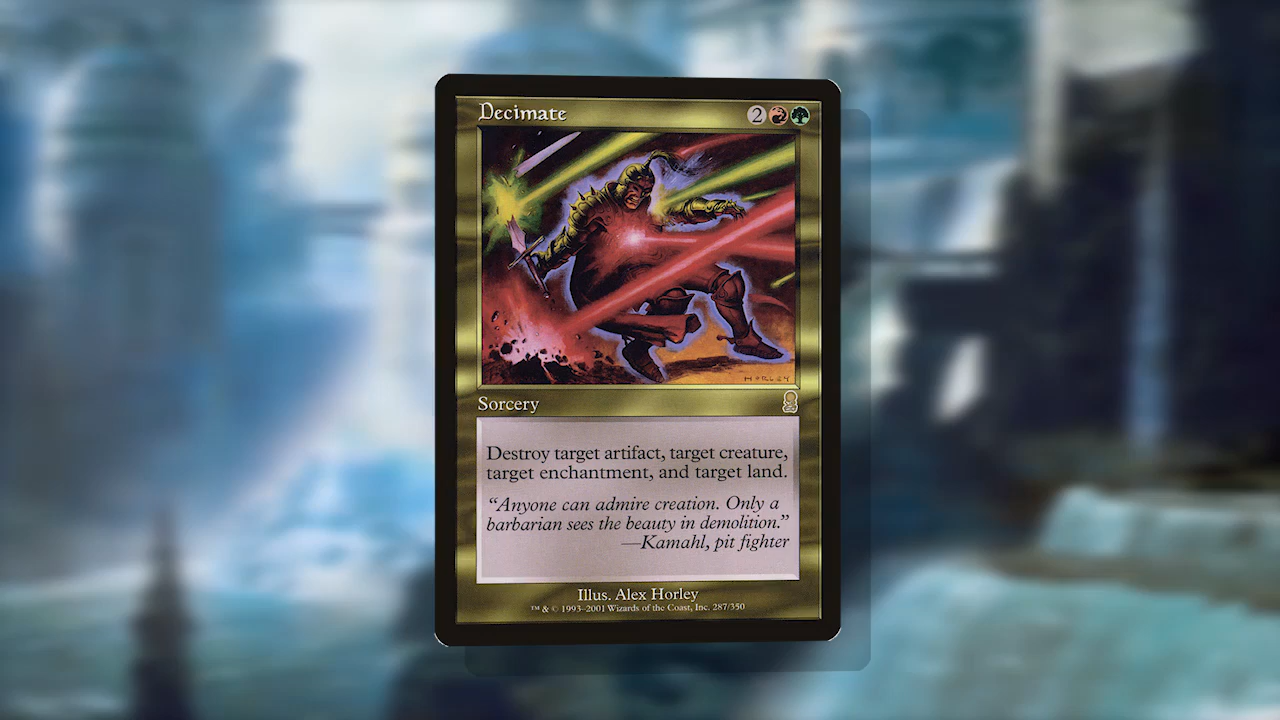 Decimate
2
HORLEY
Sorcery
Destroy target artifact, target creature,
target enchantment, and target land.
“Anyone can admire creation. Only a
barbarian sees the beauty in demolition.”
—Kamahl, pit fighter
Illus. Alex Horley
™ & © 1993–2001 Wizards of the Coast, Inc. 287/350